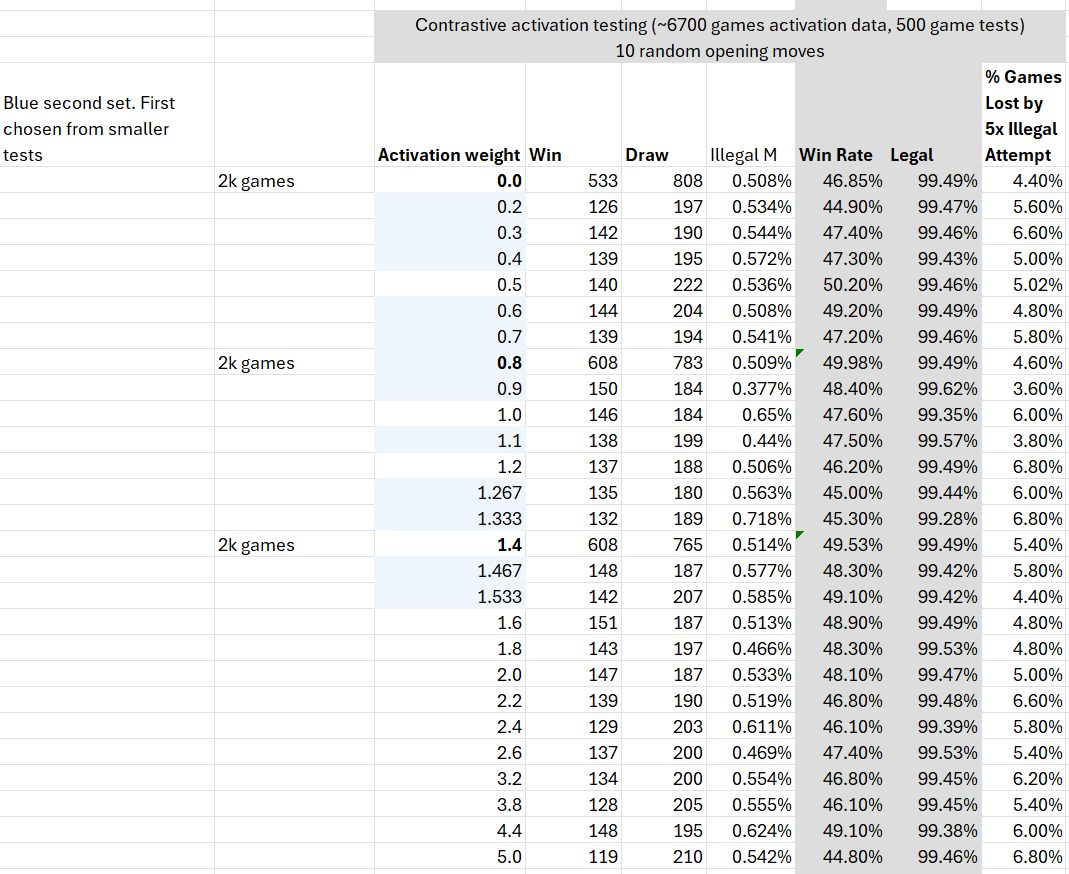 Contrastive activation testing (~6700 games activation data, 500 game tests)
10 random opening moves
Blue second set. First
chosen from smaller
tests
Activation weight Win Draw Illegal M Win Rate Legal % Games Lost by 5x Illegal Attempt
2k games 0.0 533 808 0.508% 46.85% 99.49% 4.40%
0.2 126 197 0.534% 44.90% 99.47% 5.60%
0.3 142 190 0.544% 47.40% 99.46% 6.60%
0.4 139 195 0.572% 47.30% 99.43% 5.00%
0.5 140 222 0.536% 50.20% 99.46% 5.02%
0.6 144 204 0.508% 49.20% 99.49% 4.80%
0.7 139 194 0.541% 47.20% 99.46% 5.80%
2k games 0.8 608 783 0.509% 49.98% 99.49% 4.60%
0.9 150 184 0.377% 48.40% 99.62% 3.60%
1.0 146 184 0.65% 47.60% 99.35% 6.00%
1.1 138 199 0.44% 47.50% 99.57% 3.80%
1.2 137 188 0.506% 46.20% 99.49% 6.80%
1.267 135 180 0.563% 45.00% 99.44% 6.00%
1.333 132 189 0.718% 45.30% 99.28% 6.80%
2k games 1.4 608 765 0.514% 49.53% 99.49% 5.40%
1.467 148 187 0.577% 48.30% 99.42% 5.80%
1.533 142 207 0.585% 49.10% 99.42% 4.40%
1.6 151 187 0.513% 48.90% 99.49% 4.80%
1.8 143 197 0.466% 48.30% 99.53% 4.80%
2.0 147 187 0.533% 48.10% 99.47% 5.00%
2.2 139 190 0.519% 46.80% 99.48% 6.60%
2.4 129 203 0.611% 46.10% 99.39% 5.80%
2.6 137 200 0.469% 47.40% 99.53% 5.40%
3.2 134 200 0.554% 46.80% 99.45% 6.20%
3.8 128 205 0.555% 46.10% 99.45% 5.40%
4.4 148 195 0.624% 49.10% 99.38% 6.00%
5.0 119 210 0.542% 44.80% 99.46% 6.80%